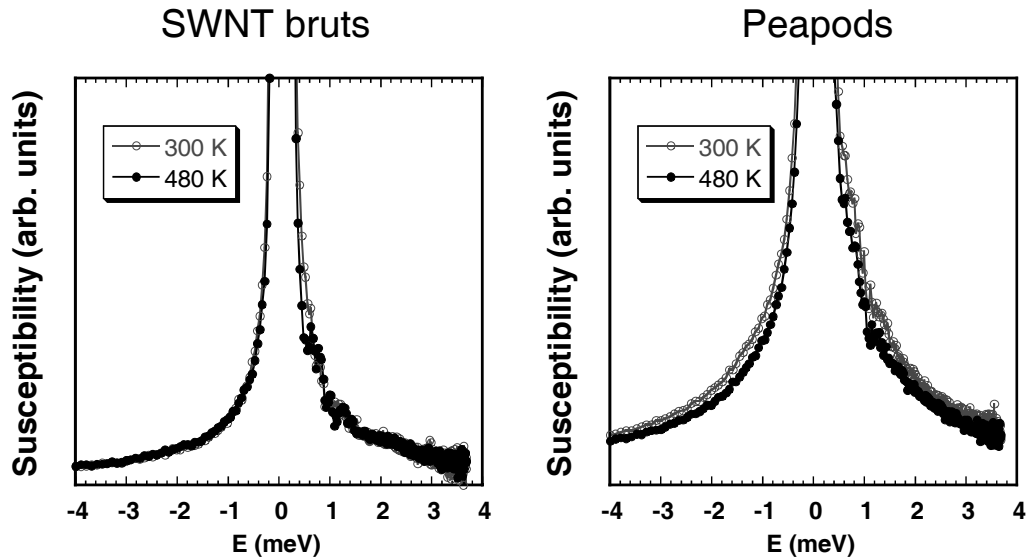 SWNT bruts
Susceptibility (arb. units)
300 K
480 K
-4 -3 -2 -1 0 1 2 3 4
E (meV)
Peapods
Susceptibility (arb. units)
300 K
480 K
-4 -3 -2 -1 0 1 2 3 4
E (meV)